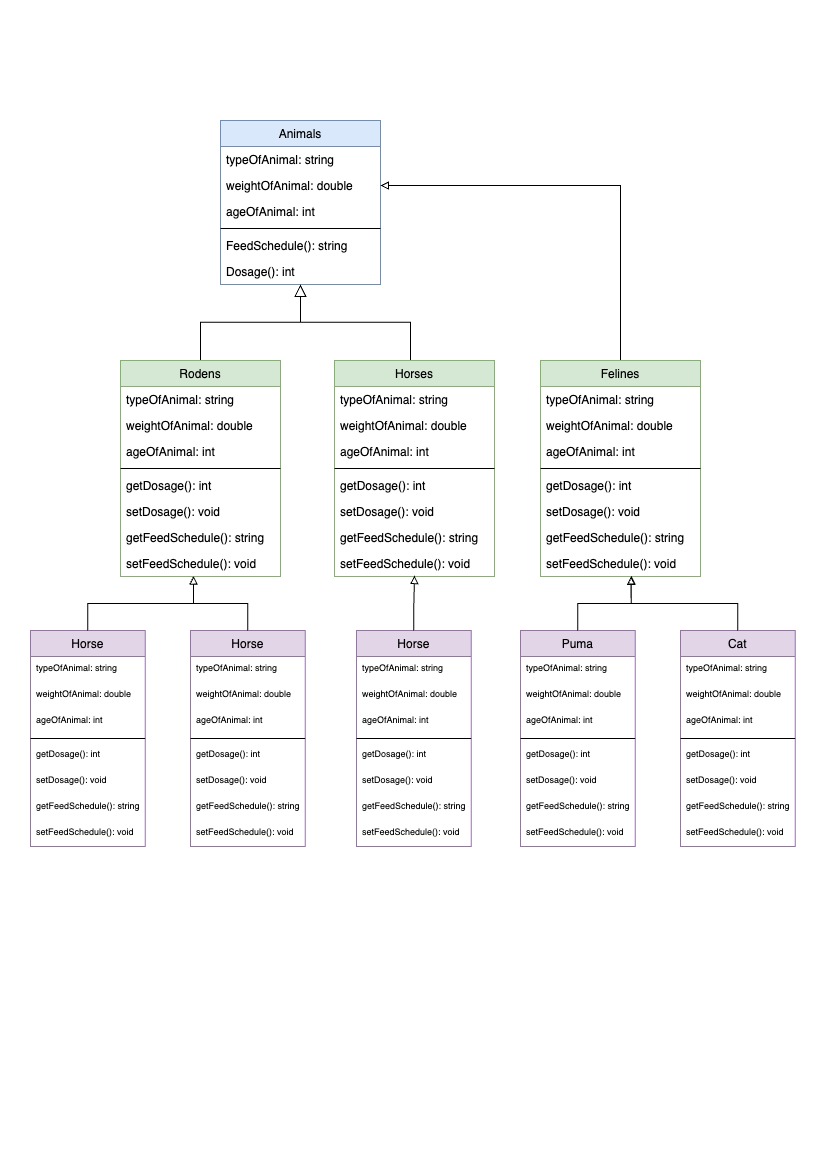 Animals
typeOfAnimal: string
weightOfAnimal: double
ageOfAnimal: int
FeedSchedule(): string
Dosage(): int
Rodens
typeOfAnimal: string
weightOfAnimal: double
ageOfAnimal: int
getDosage(): int
setDosage(): void
getFeedSchedule(): string
setFeedSchedule(): void
Horses
typeOfAnimal: string
weightOfAnimal: double
ageOfAnimal: int
getDosage(): int
setDosage(): void
getFeedSchedule(): string
setFeedSchedule(): void
Felines
typeOfAnimal: string
weightOfAnimal: double
ageOfAnimal: int
getDosage(): int
setDosage(): void
getFeedSchedule(): string
setFeedSchedule(): void
Horse
typeOfAnimal: string
weightOfAnimal: double
ageOfAnimal: int
getDosage(): int
setDosage(): void
getFeedSchedule(): string
setFeedSchedule(): void
Horse
typeOfAnimal: string
weightOfAnimal: double
ageOfAnimal: int
getDosage(): int
setDosage(): void
getFeedSchedule(): string
setFeedSchedule(): void
Horse
typeOfAnimal: string
weightOfAnimal: double
ageOfAnimal: int
getDosage(): int
setDosage(): void
getFeedSchedule(): string
setFeedSchedule(): void
Puma
typeOfAnimal: string
weightOfAnimal: double
ageOfAnimal: int
getDosage(): int
setDosage(): void
getFeedSchedule(): string
setFeedSchedule(): void
Cat
typeOfAnimal: string
weightOfAnimal: double
ageOfAnimal: int
getDosage(): int
setDosage(): void
getFeedSchedule(): string
setFeedSchedule(): void